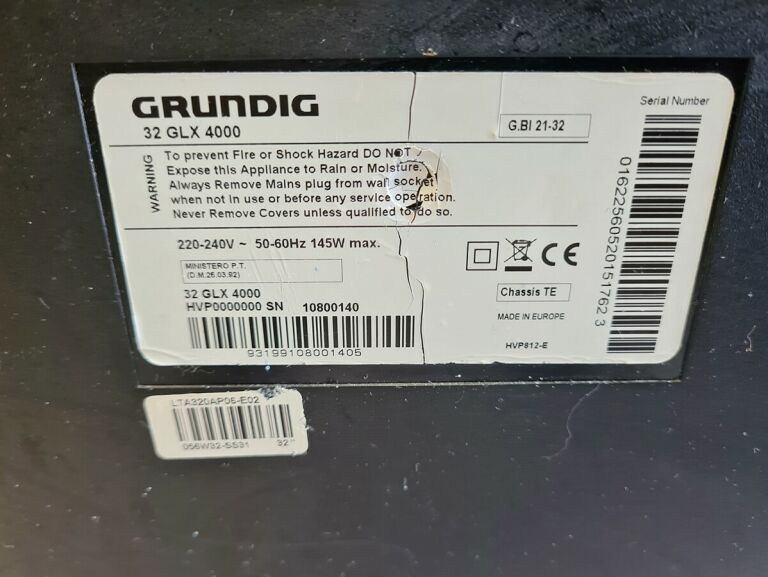 GRUNDIG
32 GLX 4000
G.BI 21-32
Serial Number
WARNING
To prevent Fire or Shock Hazard DO NOT
Expose this Appliance to Rain or Moisture.
Always Remove Mains plug from wall socket
when not in use or before any service operation.
Never Remove Covers unless qualified to do so.
01622560520151762 3
220-240V ~ 50-60Hz 145W max.
MINISTERO P.T.
(D.M.26.03.92)
CE
32 GLX 4000
HVP0000000 SN 10800140
93199108001405
Chassis TE
MADE IN EUROPE
HVP812-E
LTA320AP06-E02
056W32-SS31 32"